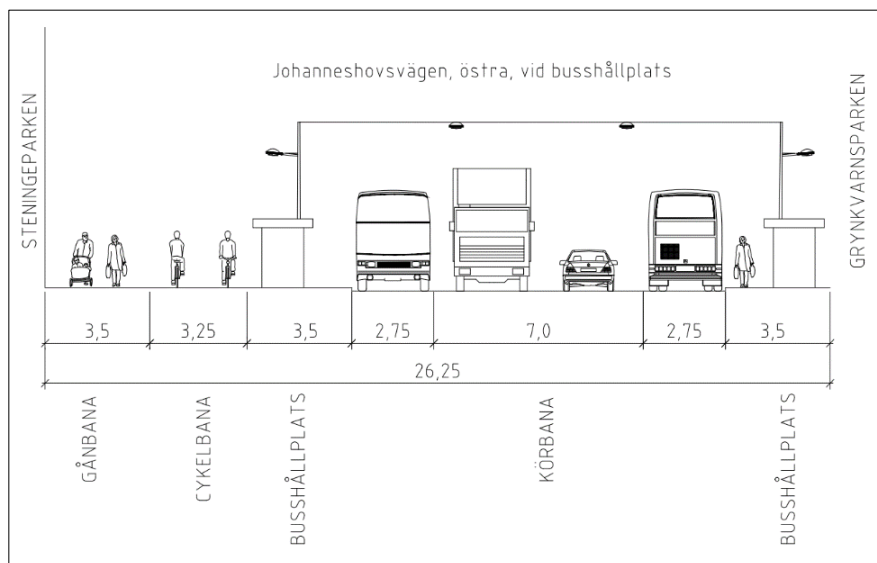 Johanneshovsvägen, östra, vid busshållplats
STENINGEPARKEN
GRYNKVARNSPARKEN
3,5
3,25
3,5
2,75
7,0
2,75
3,5
26,25
GÅNBANA
CYKELBANA
BUSSHÅLLPLATS
KÖRBANA
BUSSHÅLLPLATS